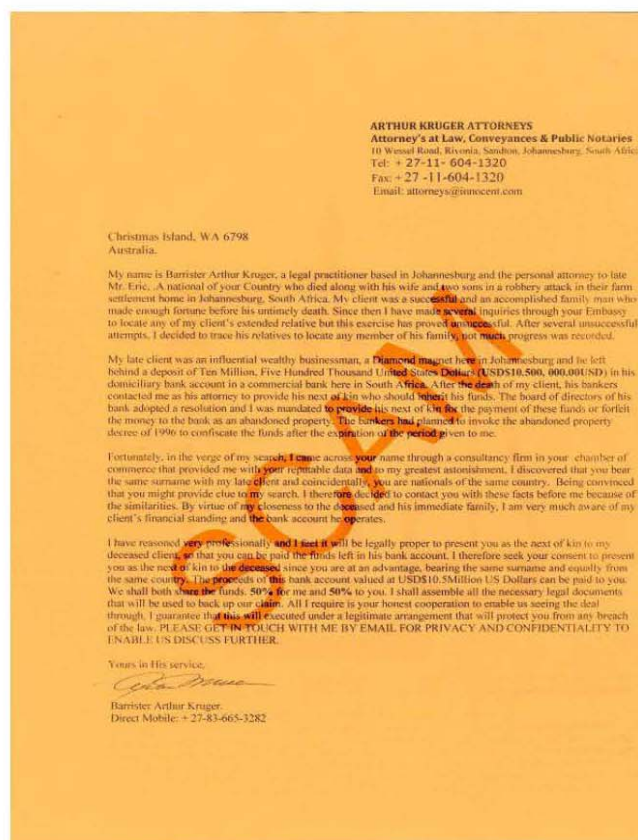 ARTHUR KRUGER ATTORNEYS
Attorney's at Law, Conveyances & Public Notaries
10 Wessel Road, Rivonia, Sandton, Johannesburg, South Africa
Tel: + 27-11- 604-1320
Fax: + 27 -11-604-1320
Email: attorneys@innocent.com
Christmas Island, WA 6798
Australia.
My name is Barrister Arthur Kruger, a legal practitioner based in Johannesburg and the personal attorney to late
Mr. Eric, .A national of your Country who died along with his wife and two sons in a robbery attack in their farm
settlement home in Johannesburg, South Africa. My client was a successful and an accomplished family man who
made enough fortune before his untimely death. Since then I have made several inquiries through your Embassy
to locate any of my client's extended relative but this exercise has proved unsuccessful. After several unsuccessful
attempts, I decided to trace his relatives to locate any member of his family, not much progress was recorded.
My late client was an influential wealthy businessman, a Diamond magnet here in Johannesburg and he left
behind a deposit of Ten Million, Five Hundred Thousand United States Dollars (USD$10.500, 000.00USD) in his
domiciliary bank account in a commercial bank here in South Africa. After the death of my client, his bankers
contacted me as his attorney to provide his next of kin who should inherit his funds. The board of directors of his
bank adopted a resolution and I was mandated to provide his next of kin for the payment of these funds or forfeit
the money to the bank as an abandoned property. The bankers had planned to invoke the abandoned property
decree of 1996 to confiscate the funds after the expiration of the period given to me.
Fortunately, in the verge of my search, I came across your name through a consultancy firm in your chamber of
commerce that provided me with your reputable data and to my greatest astonishment. I discovered that you bear
the same surname with my late client and coincidentally, you are nationals of the same country. Being convinced
that you might provide clue to my search. I therefore decided to contact you with these facts before me because of
the similarities. By virtue of my closeness to the deceased and his immediate family, I am very much aware of my
client's financial standing and the bank account he operates.
I have reasoned very professionally and I feel it will be legally proper to present you as the next of kin to my
deceased client, so that you can be paid the funds left in his bank account. I therefore seek your consent to present
you as the next of kin to the deceased since you are at an advantage, bearing the same surname and equally from
the same country. The proceeds of this bank account valued at USD$10.5Million US Dollars can be paid to you.
We shall both share the funds. 50% for me and 50% to you. I shall assemble all the necessary legal documents
that will be used to back up our claim. All I require is your honest cooperation to enable us seeing the deal
through, I guarantee that this will executed under a legitimate arrangement that will protect you from any breach
of the law. PLEASE GET IN TOUCH WITH ME BY EMAIL FOR PRIVACY AND CONFIDENTIALITY TO
ENABLE US DISCUSS FURTHER.
Yours in His service,
Barrister Arthur Kruger.
Direct Mobile: + 27-83-665-3282
SCAM